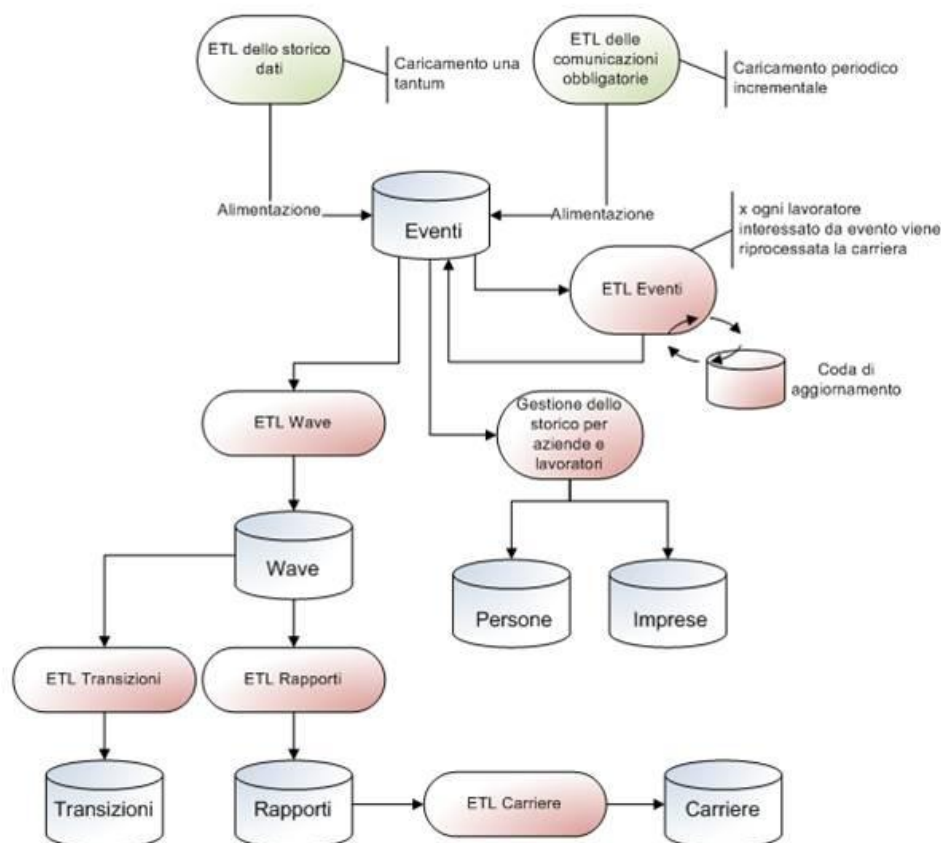 ETL dello storico
dati
Caricamento una
tantum
ETL delle
comunicazioni
obbligatorie
Caricamento periodico
incrementale
Alimentazione
Alimentazione
Eventi
x ogni lavoratore
interessato da evento viene
riprocessata la carriera
ETL Eventi
Coda di
aggiornamento
ETL Wave
Gestione dello
storico per
aziende e
lavoratori
Wave
Persone
Imprese
ETL Transizioni
ETL Rapporti
Transizioni
Rapporti
ETL Carriere
Carriere